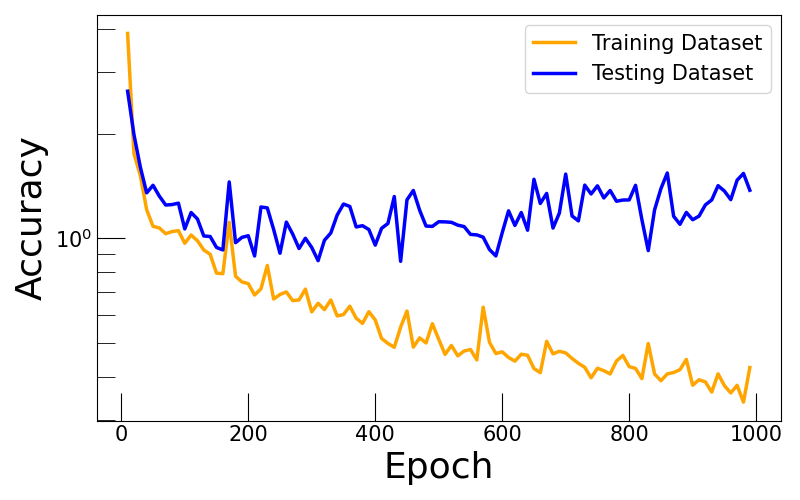 Training Dataset
Testing Dataset
Accuracy
10⁰
0 200 400 600 800 1000
Epoch